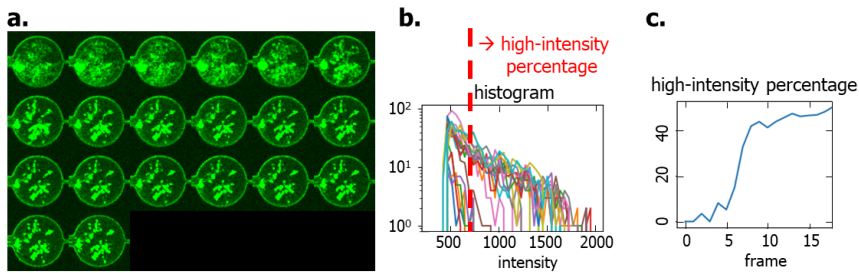 a.
b.
→ high-intensity
percentage
histogram
10²
10¹
10⁰
500
1000
1500
2000
intensity
c.
high-intensity percentage
40
20
0
0
5
10
15
frame